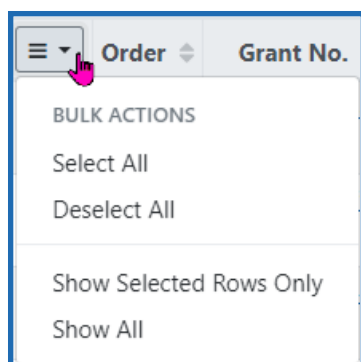 Order Grant No.
BULK ACTIONS
Select All
Deselect All
Show Selected Rows Only
Show All